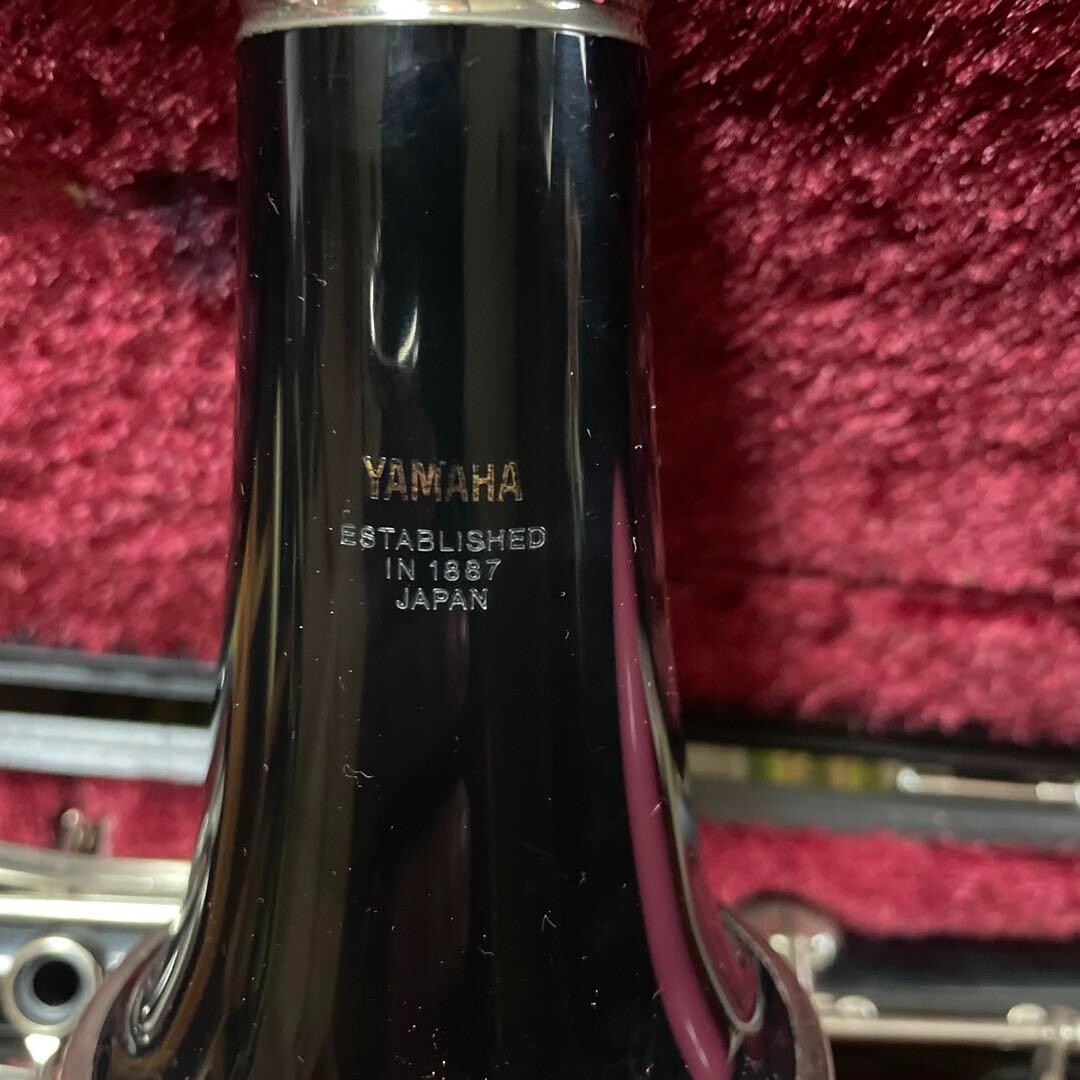 YAMAHA
ESTABLISHED
IN 1887
JAPAN